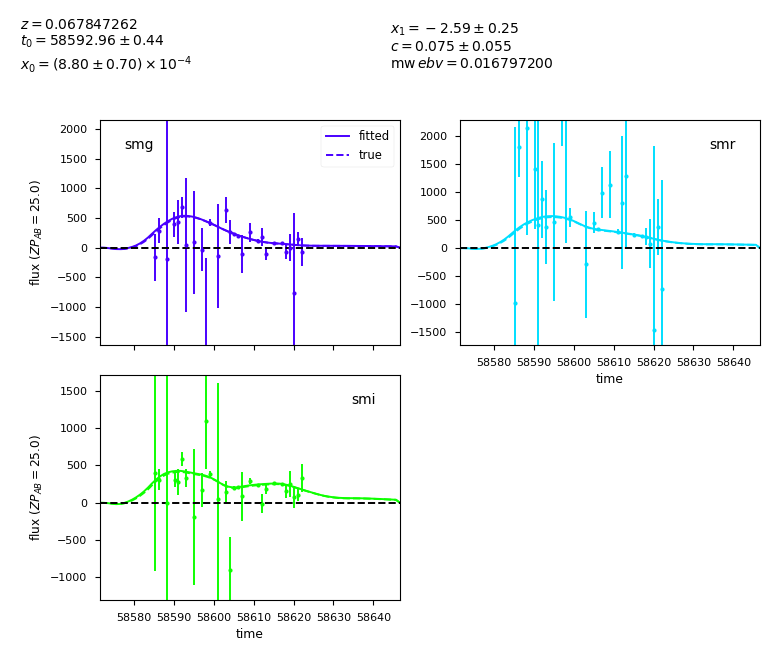 z = 0.067847262
t₀ = 58592.96 ± 0.44
x₀ = (8.80 ± 0.70) × 10⁻⁴
x₁ = −2.59 ± 0.25
c = 0.075 ± 0.055
mw ebv = 0.016797200
smg
fitted
true
2000
1500
1000
500
0
−500
−1000
−1500
flux (ZP_AB = 25.0)
smr
2000
1500
1000
500
0
−500
−1000
−1500
58580 58590 58600 58610 58620 58630 58640
time
smi
1500
1000
500
0
−500
−1000
flux (ZP_AB = 25.0)
58580 58590 58600 58610 58620 58630 58640
time